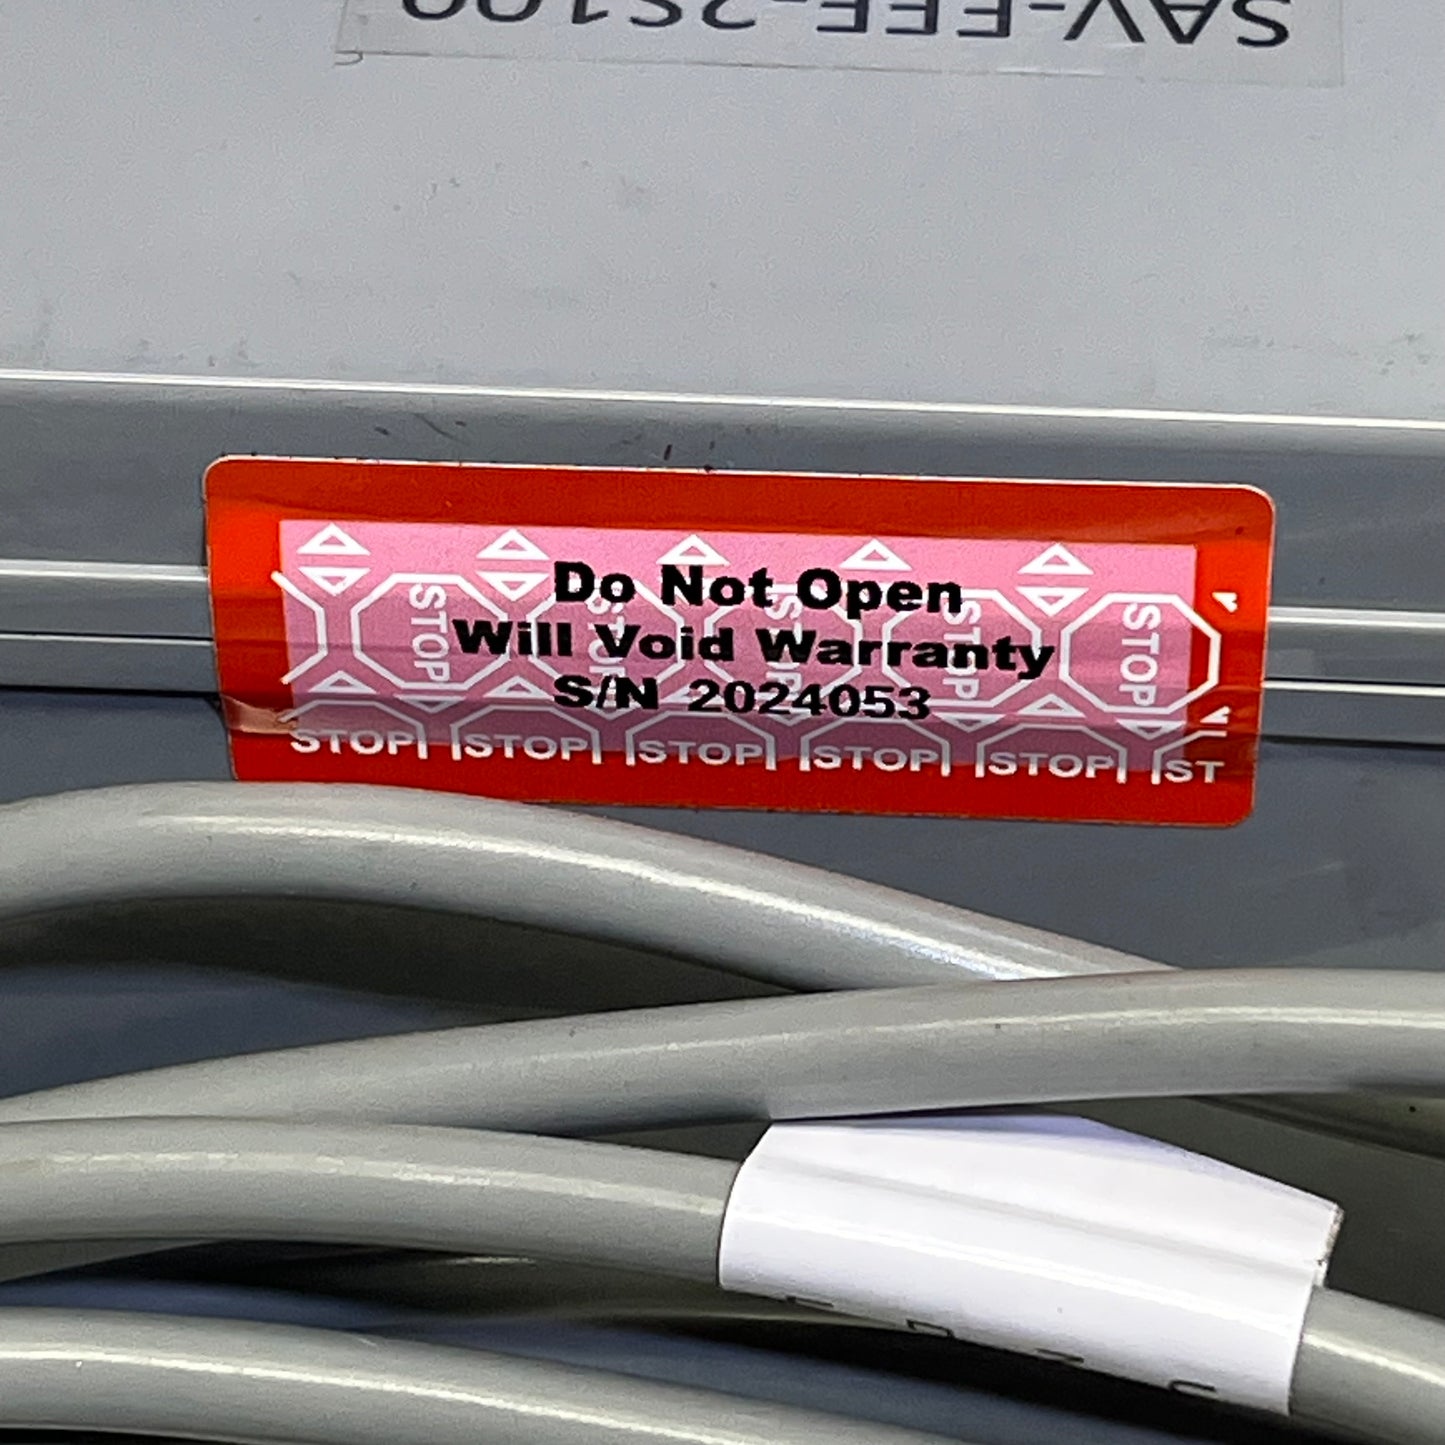 SAV-EEE-2S100
Do Not Open
Will Void Warranty
S/N 2024053
STOP STOP STOP STOP STOP
STOP STOP STOP STOP STOP ST